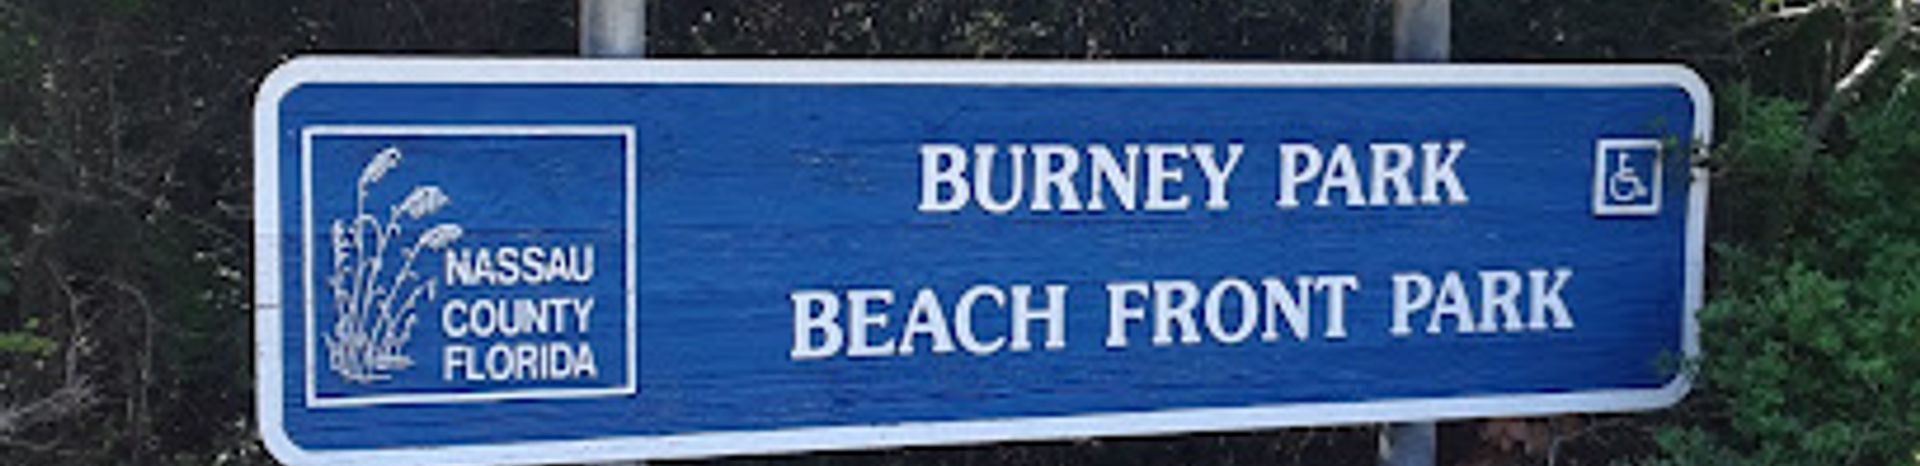 NASSAU
COUNTY
FLORIDA
BURNEY PARK
BEACH FRONT PARK